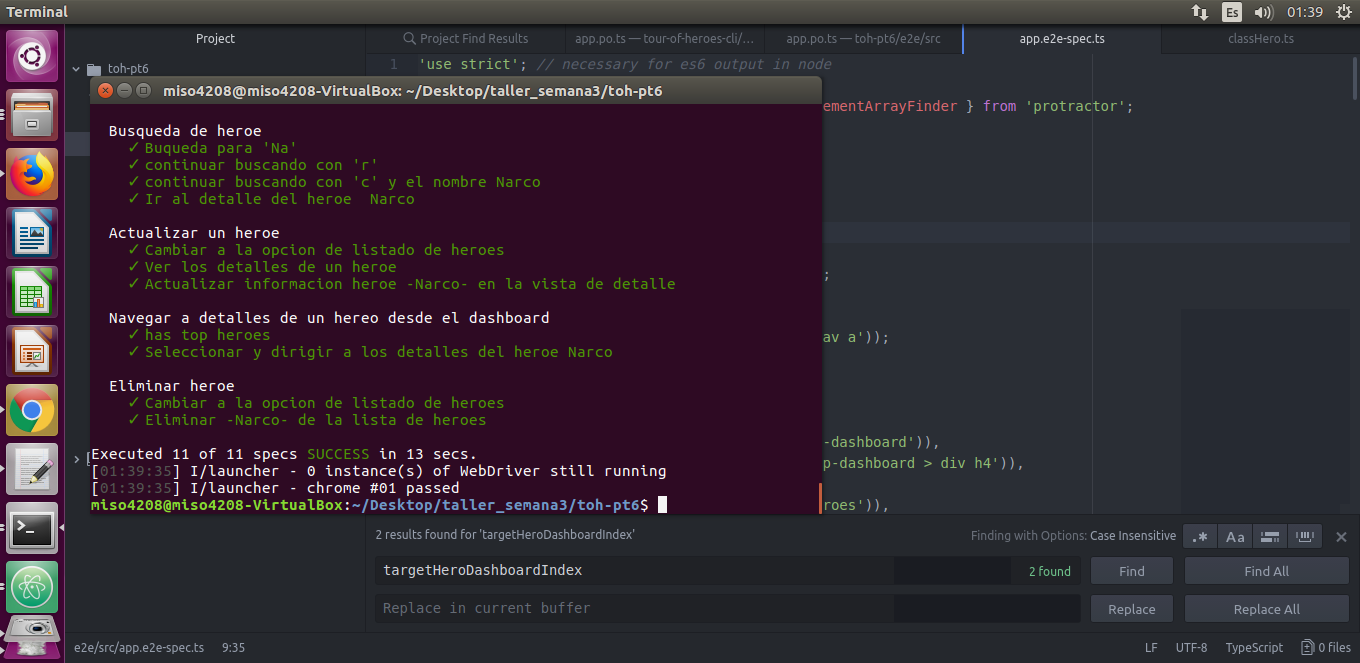 Terminal
Es
01:39
Project
Project Find Results
app.po.ts — tour-of-heroes-cli/...
app.po.ts — toh-pt6/e2e/src
app.e2e-spec.ts
classHero.ts
toh-pt6
1 'use strict'; // necessary for es6 output in node
miso4208@miso4208-VirtualBox: ~/Desktop/taller_semana3/toh-pt6
ementArrayFinder } from 'protractor';
Busqueda de heroe
✓ Buqueda para 'Na'
✓ continuar buscando con 'r'
✓ continuar buscando con 'c' y el nombre Narco
✓ Ir al detalle del heroe  Narco
Actualizar un heroe
✓ Cambiar a la opcion de listado de heroes
✓ Ver los detalles de un heroe
;
✓ Actualizar informacion heroe -Narco- en la vista de detalle
Navegar a detalles de un hereo desde el dashboard
✓ has top heroes
av a'));
✓ Seleccionar y dirigir a los detalles del heroe Narco
Eliminar heroe
✓ Cambiar a la opcion de listado de heroes
✓ Eliminar -Narco- de la lista de heroes
-dashboard')),
Executed 11 of 11 specs SUCCESS in 13 secs.
p-dashboard > div h4')),
[01:39:35] I/launcher - 0 instance(s) of WebDriver still running
[01:39:35] I/launcher - chrome #01 passed
miso4208@miso4208-VirtualBox:~/Desktop/taller_semana3/toh-pt6$
roes')),
2 results found for 'targetHeroDashboardIndex'
Finding with Options: Case Insensitive
.*
Aa
targetHeroDashboardIndex
2 found
Find
Find All
Replace in current buffer
Replace
Replace All
e2e/src/app.e2e-spec.ts
9:35
LF
UTF-8
TypeScript
0 files